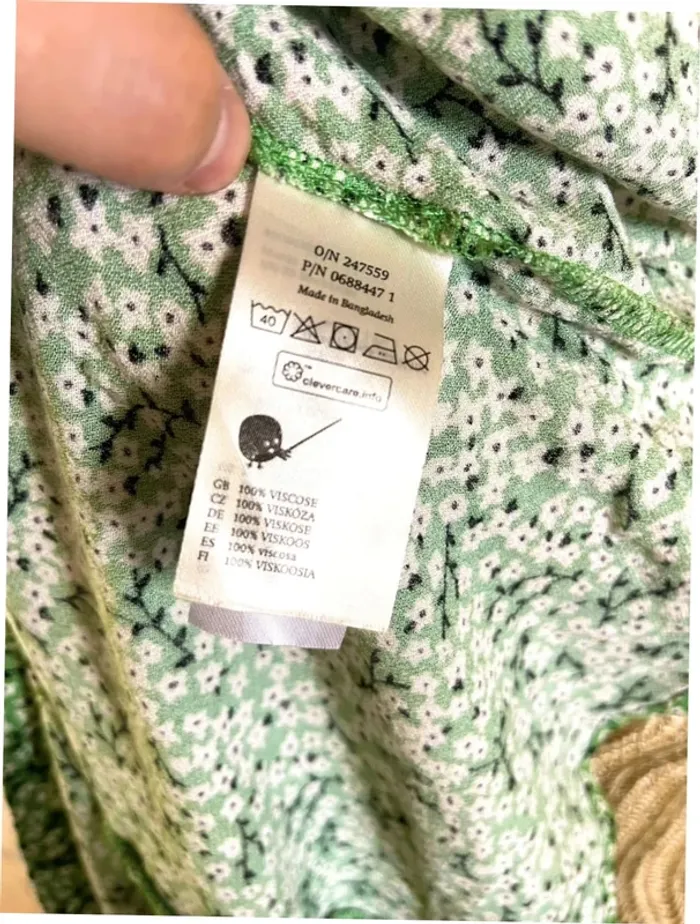 O/N 247559
P/N 0688447 1
Made in Bangladesh
40
clevercare.info
GB 100% VISCOSE
CZ 100% VISKÓZA
DE 100% VISKOSE
EE 100% VISKOOS
ES 100% viscosa
FI 100% VISKOOSIA